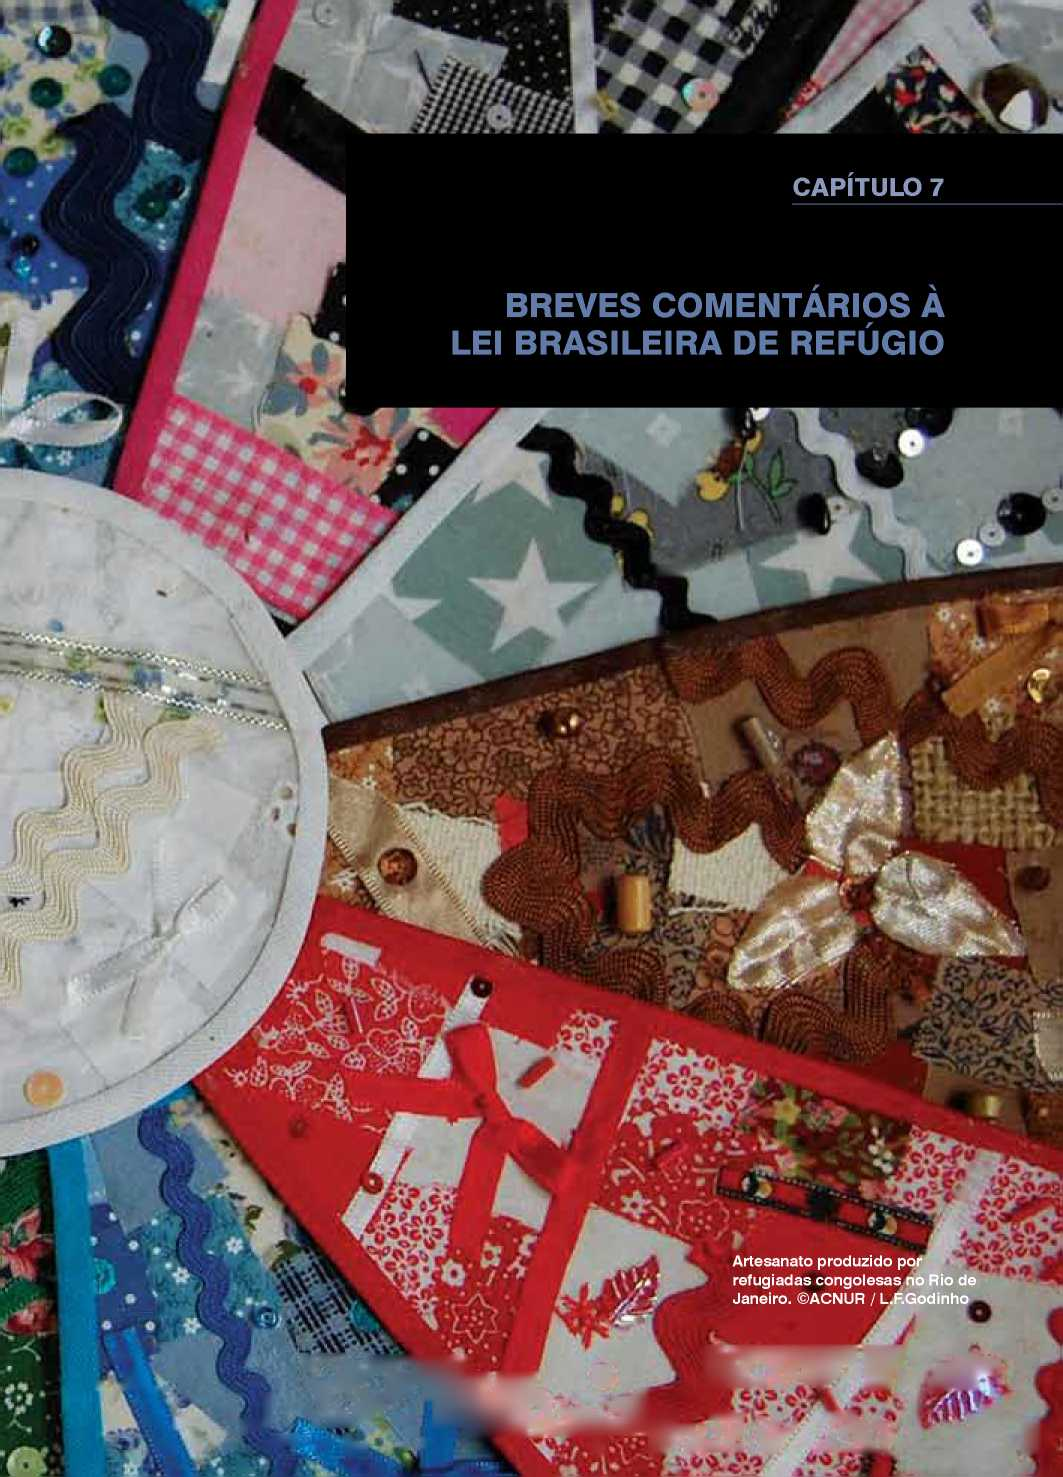 CAPÍTULO 7
BREVES COMENTÁRIOS À
LEI BRASILEIRA DE REFÚGIO
Artesanato produzido por
refugiadas congolesas no Rio de
Janeiro. ©ACNUR / L.F.Godinho